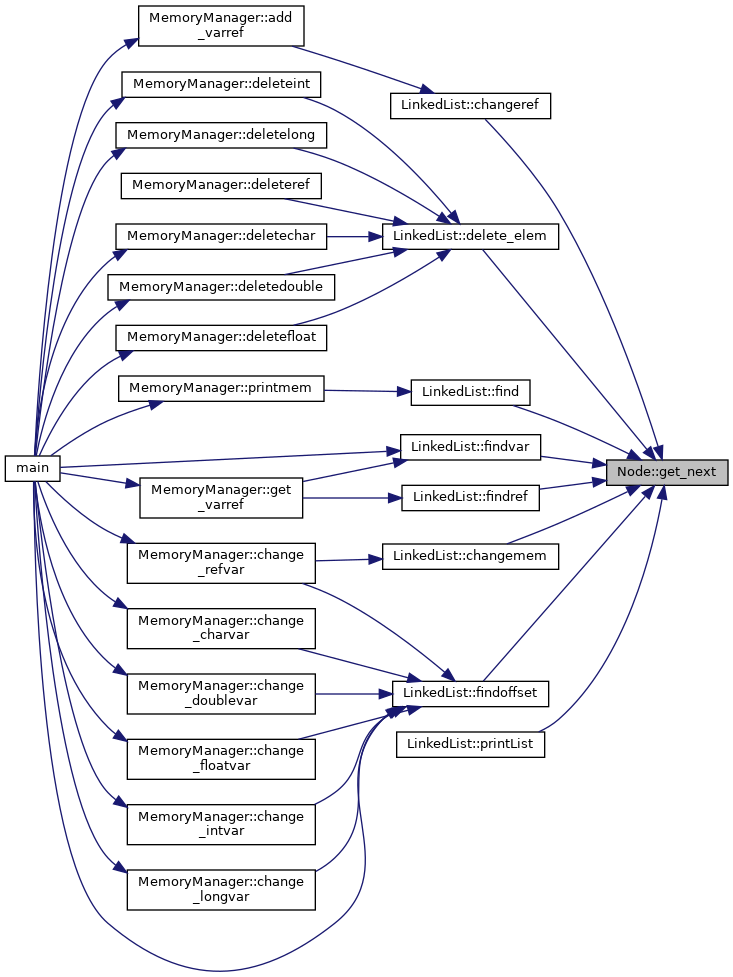 MemoryManager::add
_varref
MemoryManager::deleteint
LinkedList::changeref
MemoryManager::deletelong
MemoryManager::deleteref
MemoryManager::deletechar
LinkedList::delete_elem
MemoryManager::deletedouble
MemoryManager::deletefloat
MemoryManager::printmem
LinkedList::find
LinkedList::findvar
main
Node::get_next
MemoryManager::get
_varref
LinkedList::findref
MemoryManager::change
_refvar
LinkedList::changemem
MemoryManager::change
_charvar
MemoryManager::change
_doublevar
LinkedList::findoffset
MemoryManager::change
_floatvar
LinkedList::printList
MemoryManager::change
_intvar
MemoryManager::change
_longvar